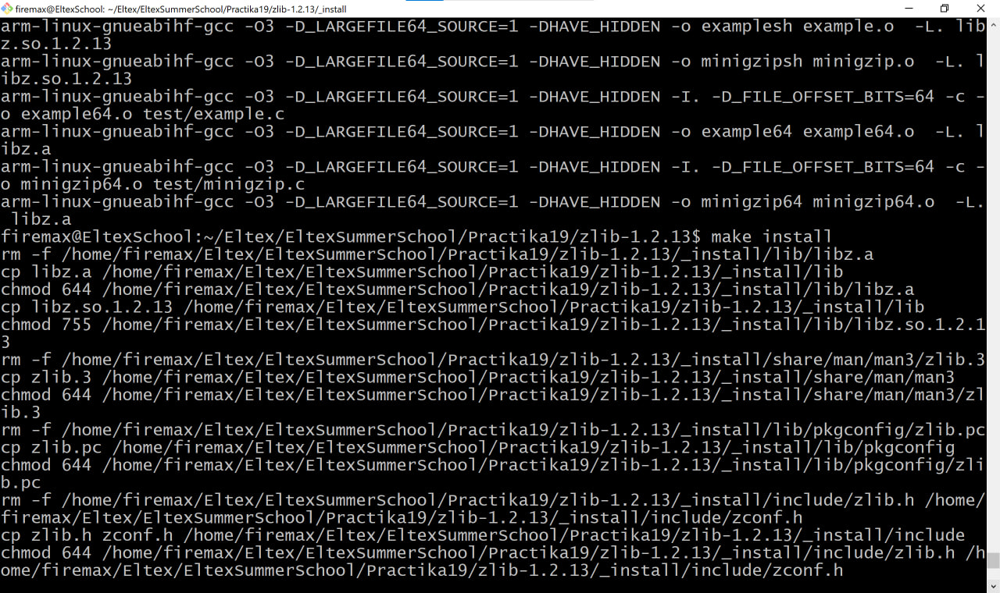 firemax@EltexSchool: ~/Eltex/EltexSummerSchool/Practika19/zlib-1.2.13/_install
arm-linux-gnueabihf-gcc -O3 -D_LARGEFILE64_SOURCE=1 -DHAVE_HIDDEN -o examplesh example.o  -L. lib
z.so.1.2.13
arm-linux-gnueabihf-gcc -O3 -D_LARGEFILE64_SOURCE=1 -DHAVE_HIDDEN -o minigzipsh minigzip.o  -L. l
ibz.so.1.2.13
arm-linux-gnueabihf-gcc -O3 -D_LARGEFILE64_SOURCE=1 -DHAVE_HIDDEN -I. -D_FILE_OFFSET_BITS=64 -c -
o example64.o test/example.c
arm-linux-gnueabihf-gcc -O3 -D_LARGEFILE64_SOURCE=1 -DHAVE_HIDDEN -o example64 example64.o  -L. l
ibz.a
arm-linux-gnueabihf-gcc -O3 -D_LARGEFILE64_SOURCE=1 -DHAVE_HIDDEN -I. -D_FILE_OFFSET_BITS=64 -c -
o minigzip64.o test/minigzip.c
arm-linux-gnueabihf-gcc -O3 -D_LARGEFILE64_SOURCE=1 -DHAVE_HIDDEN -o minigzip64 minigzip64.o  -L.
 libz.a
firemax@EltexSchool:~/Eltex/EltexSummerSchool/Practika19/zlib-1.2.13$ make install
rm -f /home/firemax/Eltex/EltexSummerSchool/Practika19/zlib-1.2.13/_install/lib/libz.a
cp libz.a /home/firemax/Eltex/EltexSummerSchool/Practika19/zlib-1.2.13/_install/lib
chmod 644 /home/firemax/Eltex/EltexSummerSchool/Practika19/zlib-1.2.13/_install/lib/libz.a
cp libz.so.1.2.13 /home/firemax/Eltex/EltexSummerSchool/Practika19/zlib-1.2.13/_install/lib
chmod 755 /home/firemax/Eltex/EltexSummerSchool/Practika19/zlib-1.2.13/_install/lib/libz.so.1.2.1
3
rm -f /home/firemax/Eltex/EltexSummerSchool/Practika19/zlib-1.2.13/_install/share/man/man3/zlib.3
cp zlib.3 /home/firemax/Eltex/EltexSummerSchool/Practika19/zlib-1.2.13/_install/share/man/man3
chmod 644 /home/firemax/Eltex/EltexSummerSchool/Practika19/zlib-1.2.13/_install/share/man/man3/zl
ib.3
rm -f /home/firemax/Eltex/EltexSummerSchool/Practika19/zlib-1.2.13/_install/lib/pkgconfig/zlib.pc
cp zlib.pc /home/firemax/Eltex/EltexSummerSchool/Practika19/zlib-1.2.13/_install/lib/pkgconfig
chmod 644 /home/firemax/Eltex/EltexSummerSchool/Practika19/zlib-1.2.13/_install/lib/pkgconfig/zli
b.pc
rm -f /home/firemax/Eltex/EltexSummerSchool/Practika19/zlib-1.2.13/_install/include/zlib.h /home/
firemax/Eltex/EltexSummerSchool/Practika19/zlib-1.2.13/_install/include/zconf.h
cp zlib.h zconf.h /home/firemax/Eltex/EltexSummerSchool/Practika19/zlib-1.2.13/_install/include
chmod 644 /home/firemax/Eltex/EltexSummerSchool/Practika19/zlib-1.2.13/_install/include/zlib.h /h
ome/firemax/Eltex/EltexSummerSchool/Practika19/zlib-1.2.13/_install/include/zconf.h